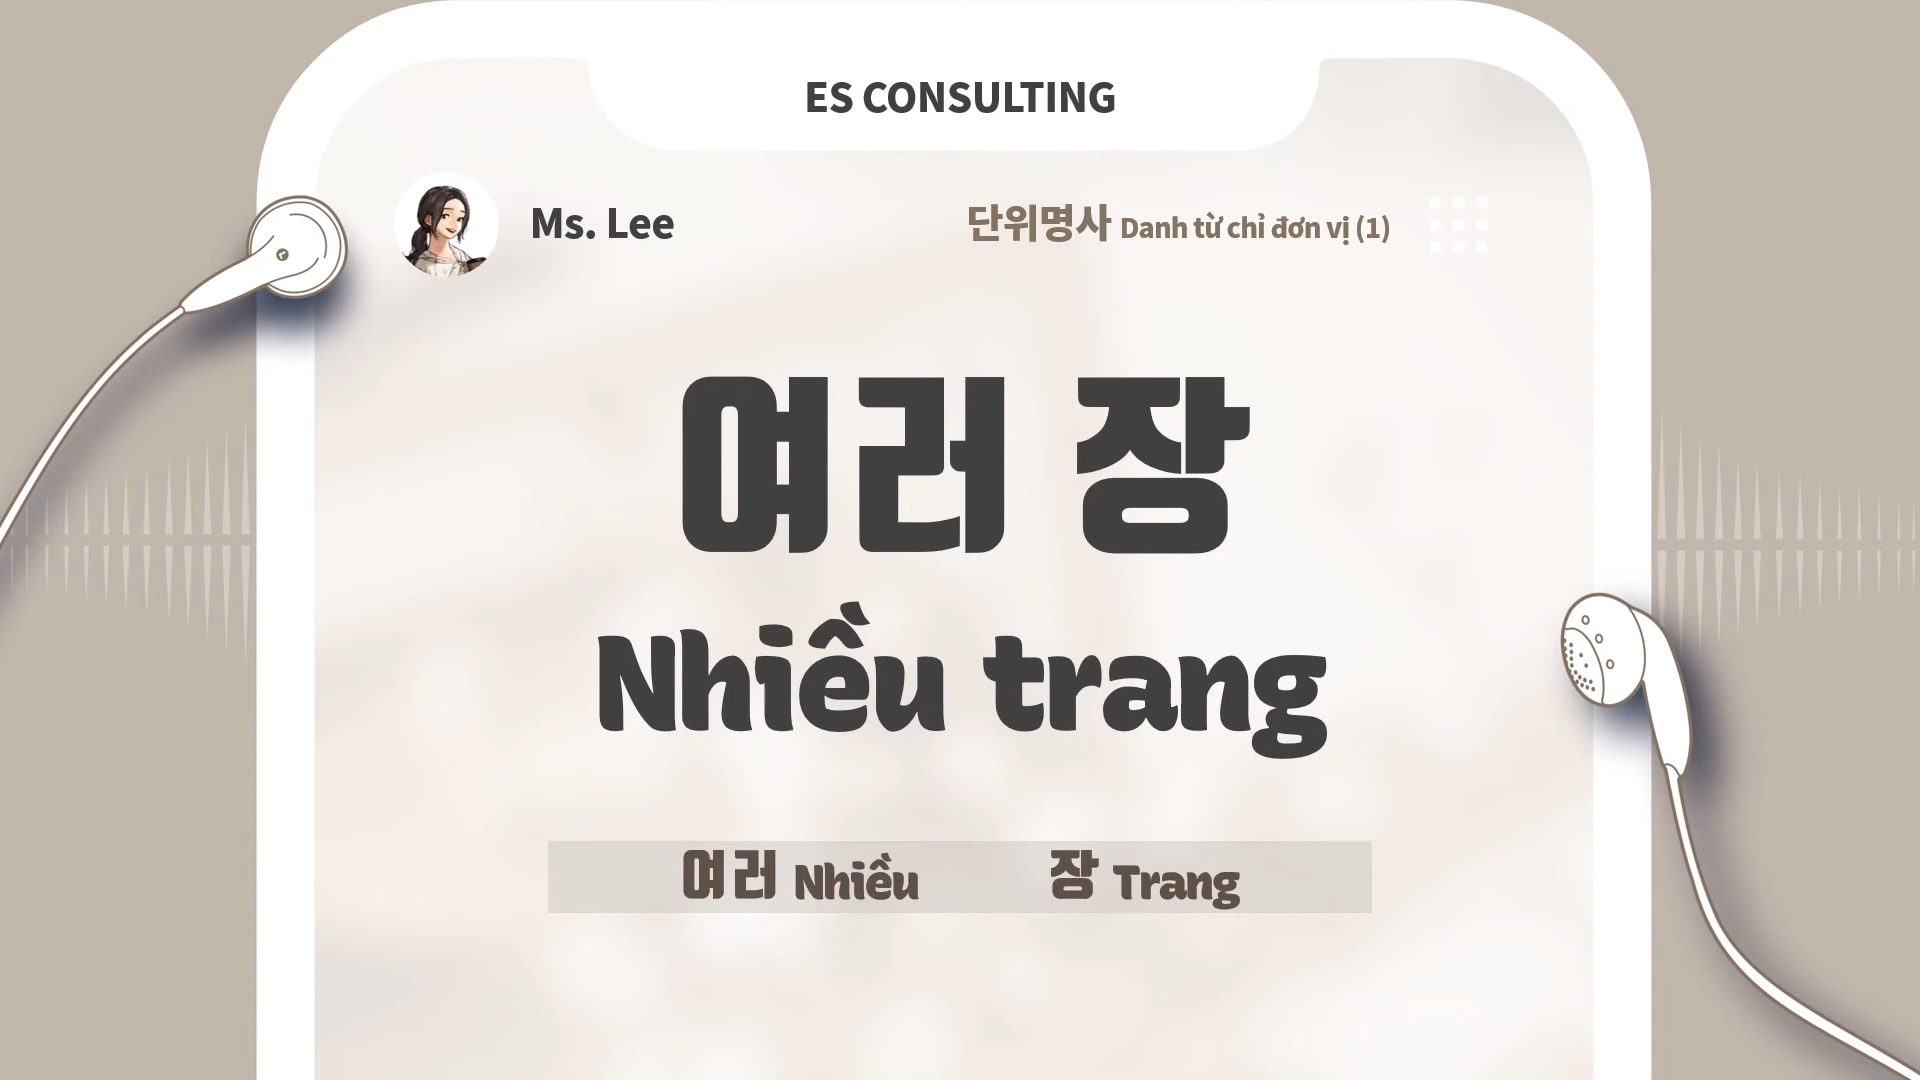 ES CONSULTING
Ms. Lee
단위명사 Danh từ chỉ đơn vị (1)
여러 장
Nhiều trang
여러 Nhiều 장 Trang